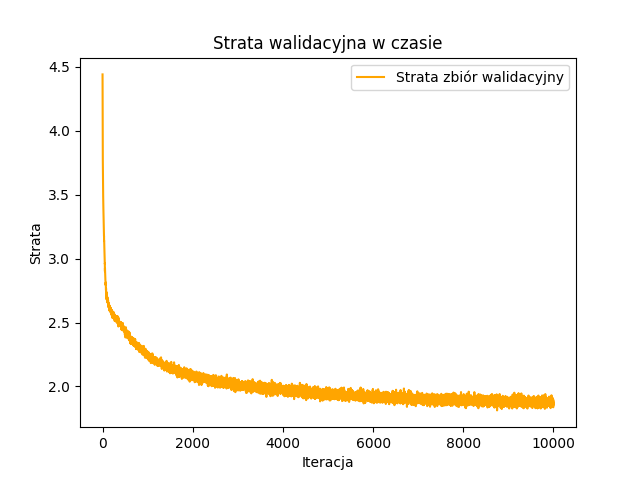 Strata walidacyjna w czasie
Strata zbiór walidacyjny
4.5
4.0
3.5
3.0
2.5
2.0
Strata
0 2000 4000 6000 8000 10000
Iteracja